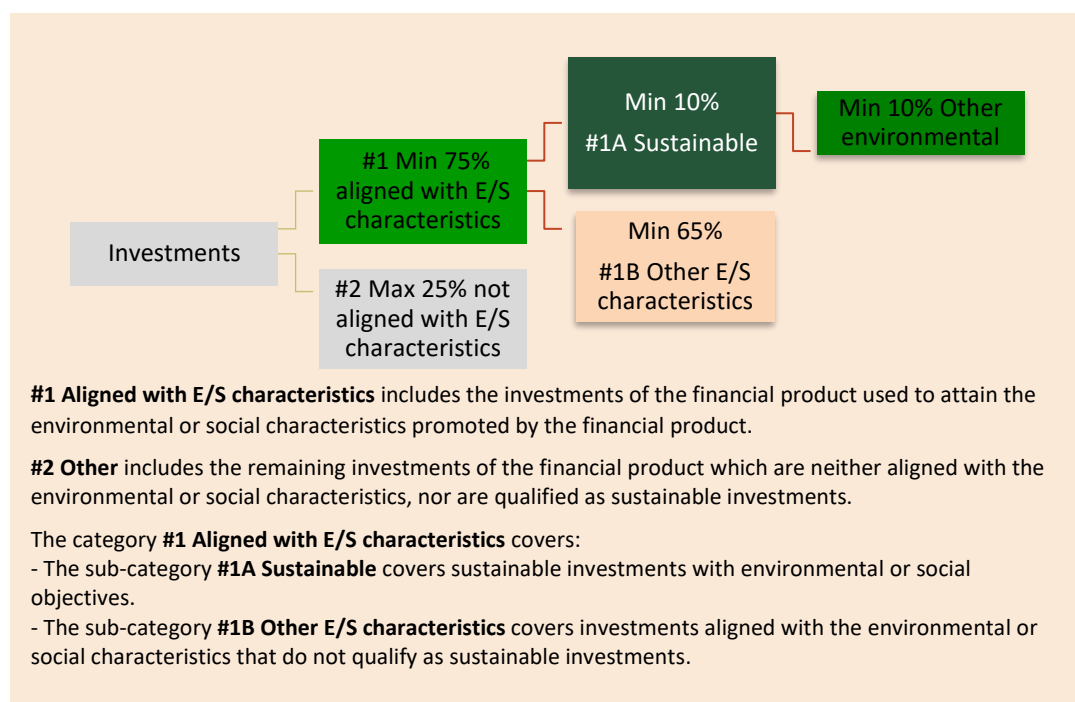 Min 10%
#1A Sustainable
Min 10% Other
environmental
#1 Min 75%
aligned with E/S
characteristics
Min 65%
#1B Other E/S
characteristics
Investments
#2 Max 25% not
aligned with E/S
characteristics
#1 Aligned with E/S characteristics includes the investments of the financial product used to attain the
environmental or social characteristics promoted by the financial product.
#2 Other includes the remaining investments of the financial product which are neither aligned with the
environmental or social characteristics, nor are qualified as sustainable investments.
The category #1 Aligned with E/S characteristics covers:
- The sub-category #1A Sustainable covers sustainable investments with environmental or social
objectives.
- The sub-category #1B Other E/S characteristics covers investments aligned with the environmental or
social characteristics that do not qualify as sustainable investments.